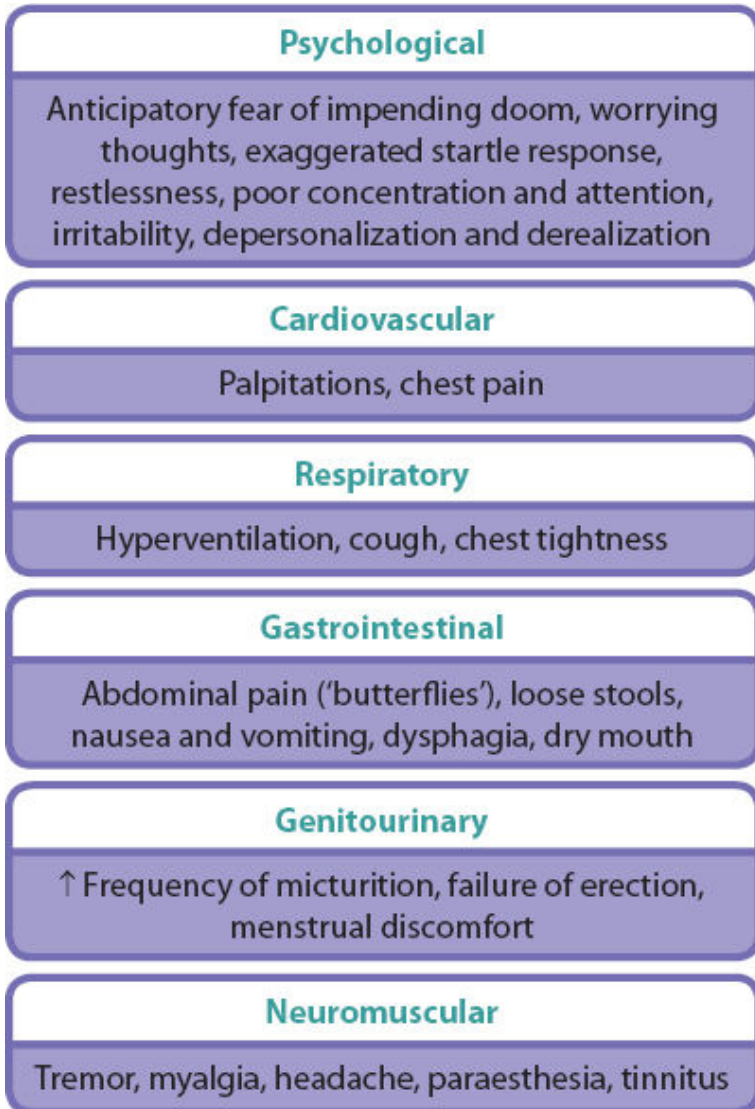 Psychological
Anticipatory fear of impending doom, worrying
thoughts, exaggerated startle response,
restlessness, poor concentration and attention,
irritability, depersonalization and derealization
Cardiovascular
Palpitations, chest pain
Respiratory
Hyperventilation, cough, chest tightness
Gastrointestinal
Abdominal pain (‘butterflies’), loose stools,
nausea and vomiting, dysphagia, dry mouth
Genitourinary
↑ Frequency of micturition, failure of erection,
menstrual discomfort
Neuromuscular
Tremor, myalgia, headache, paraesthesia, tinnitus